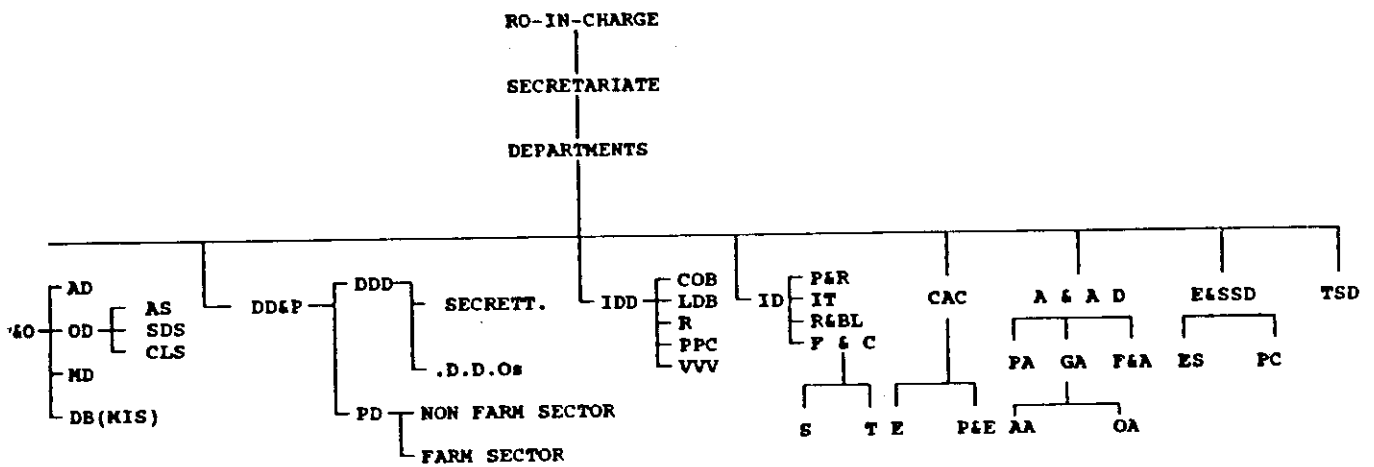 RO-IN-CHARGE
SECRETARIATE
DEPARTMENTS
AD
&O
OD
AS
SDS
CLS
MD
DB(MIS)
DD&P
DDD
SECRETT.
.D.D.Os
PD
NON FARM SECTOR
FARM SECTOR
IDD
COB
LDB
R
PPC
VVV
ID
P&R
IT
R&BL
F & C
S
T
CAC
E
P&E
A & A D
PA
GA
F&A
AA
OA
E&SSD
ES
PC
TSD